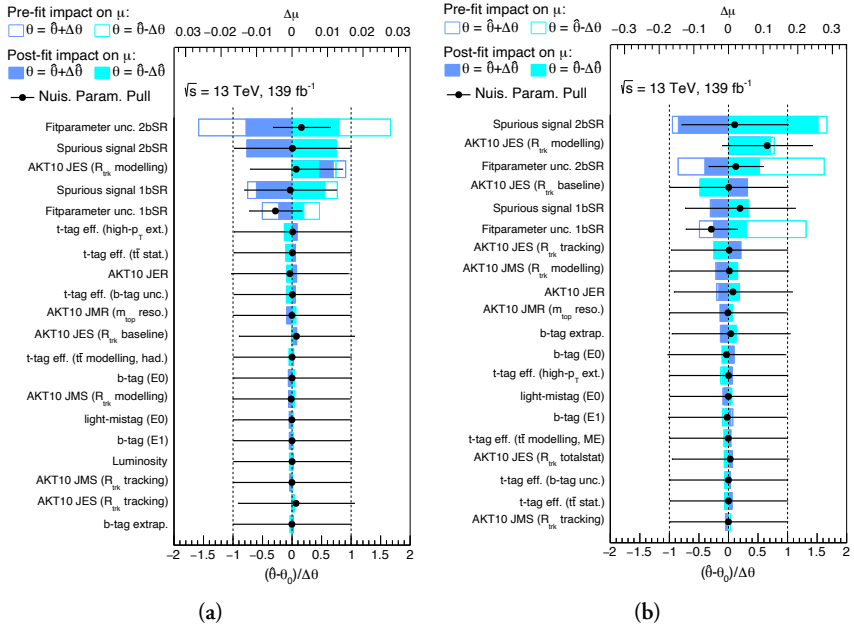 Pre-fit impact on μ:
θ = θ̂+Δθ θ = θ̂-Δθ
Post-fit impact on μ:
θ = θ̂+Δθ̂ θ = θ̂-Δθ̂
Nuis. Param. Pull
Δμ
-0.03 -0.02 -0.01 0 0.01 0.02 0.03
√s = 13 TeV, 139 fb⁻¹
Fitparameter unc. 2bSR
Spurious signal 2bSR
AKT10 JES (R_trk modelling)
Spurious signal 1bSR
Fitparameter unc. 1bSR
t-tag eff. (high-p_T ext.)
t-tag eff. (tt̄ stat.)
AKT10 JER
t-tag eff. (b-tag unc.)
AKT10 JMR (m_top reso.)
AKT10 JES (R_trk baseline)
t-tag eff. (tt̄ modelling, had.)
b-tag (E0)
AKT10 JMS (R_trk modelling)
light-mistag (E0)
b-tag (E1)
Luminosity
AKT10 JMS (R_trk tracking)
AKT10 JES (R_trk tracking)
b-tag extrap.
-2 -1.5 -1 -0.5 0 0.5 1 1.5 2
(θ̂-θ₀)/Δθ
(a)
Pre-fit impact on μ:
θ = θ̂+Δθ θ = θ̂-Δθ
Post-fit impact on μ:
θ = θ̂+Δθ̂ θ = θ̂-Δθ̂
Nuis. Param. Pull
Δμ
-0.3 -0.2 -0.1 0 0.1 0.2 0.3
√s = 13 TeV, 139 fb⁻¹
Spurious signal 2bSR
AKT10 JES (R_trk modelling)
Fitparameter unc. 2bSR
AKT10 JES (R_trk baseline)
Spurious signal 1bSR
Fitparameter unc. 1bSR
AKT10 JES (R_trk tracking)
AKT10 JMS (R_trk modelling)
AKT10 JER
AKT10 JMR (m_top reso.)
b-tag extrap.
b-tag (E0)
t-tag eff. (high-p_T ext.)
light-mistag (E0)
b-tag (E1)
t-tag eff. (tt̄ modelling, ME)
AKT10 JES (R_trk totalstat)
t-tag eff. (b-tag unc.)
t-tag eff. (tt̄ stat.)
AKT10 JMS (R_trk tracking)
-2 -1.5 -1 -0.5 0 0.5 1 1.5 2
(θ̂-θ₀)/Δθ
(b)